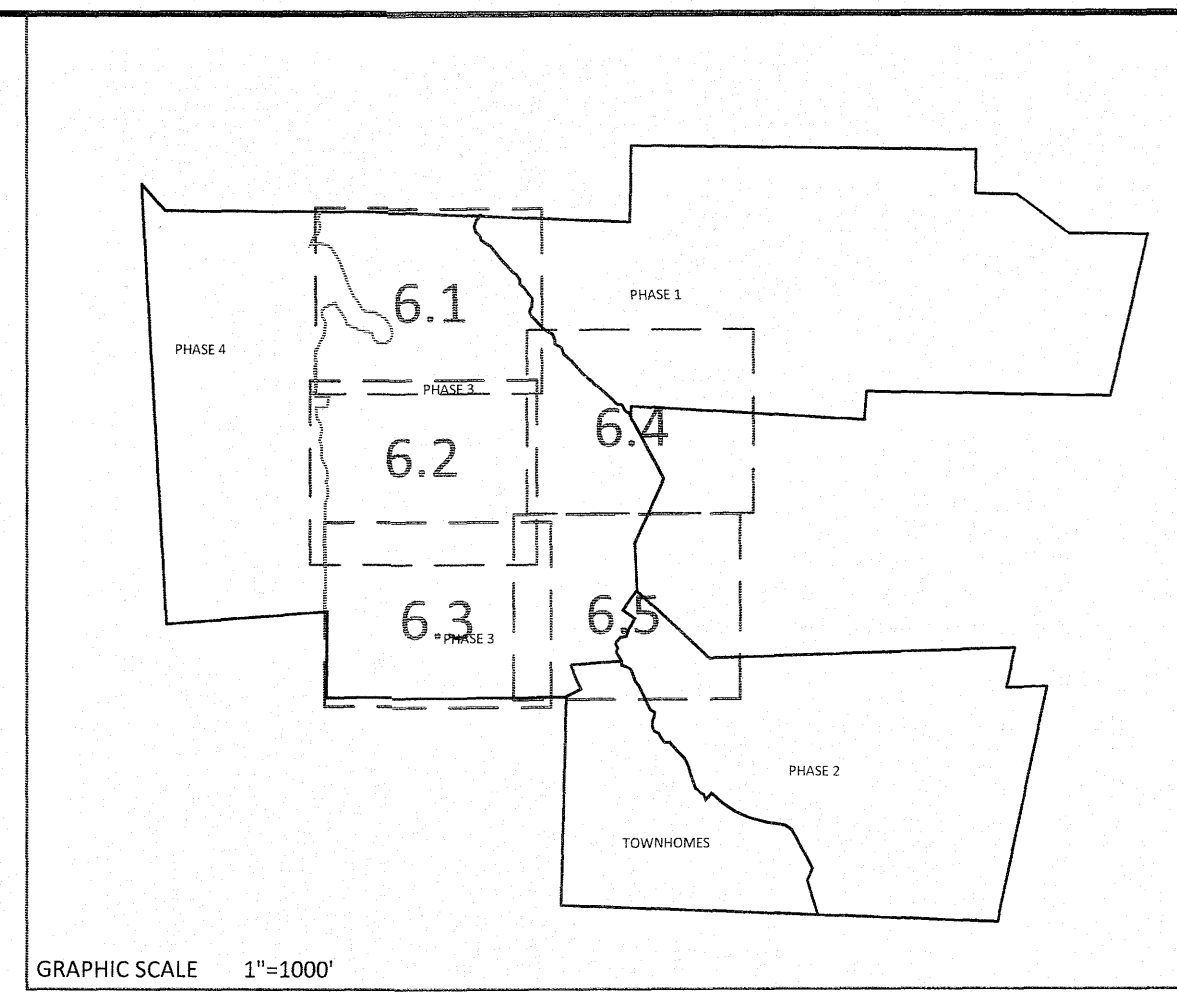 PHASE 1
6.1
PHASE 4
PHASE 3
6.4
6.2
6.5
6.3
PHASE 3
PHASE 2
TOWNHOMES
GRAPHIC SCALE 1"=1000'